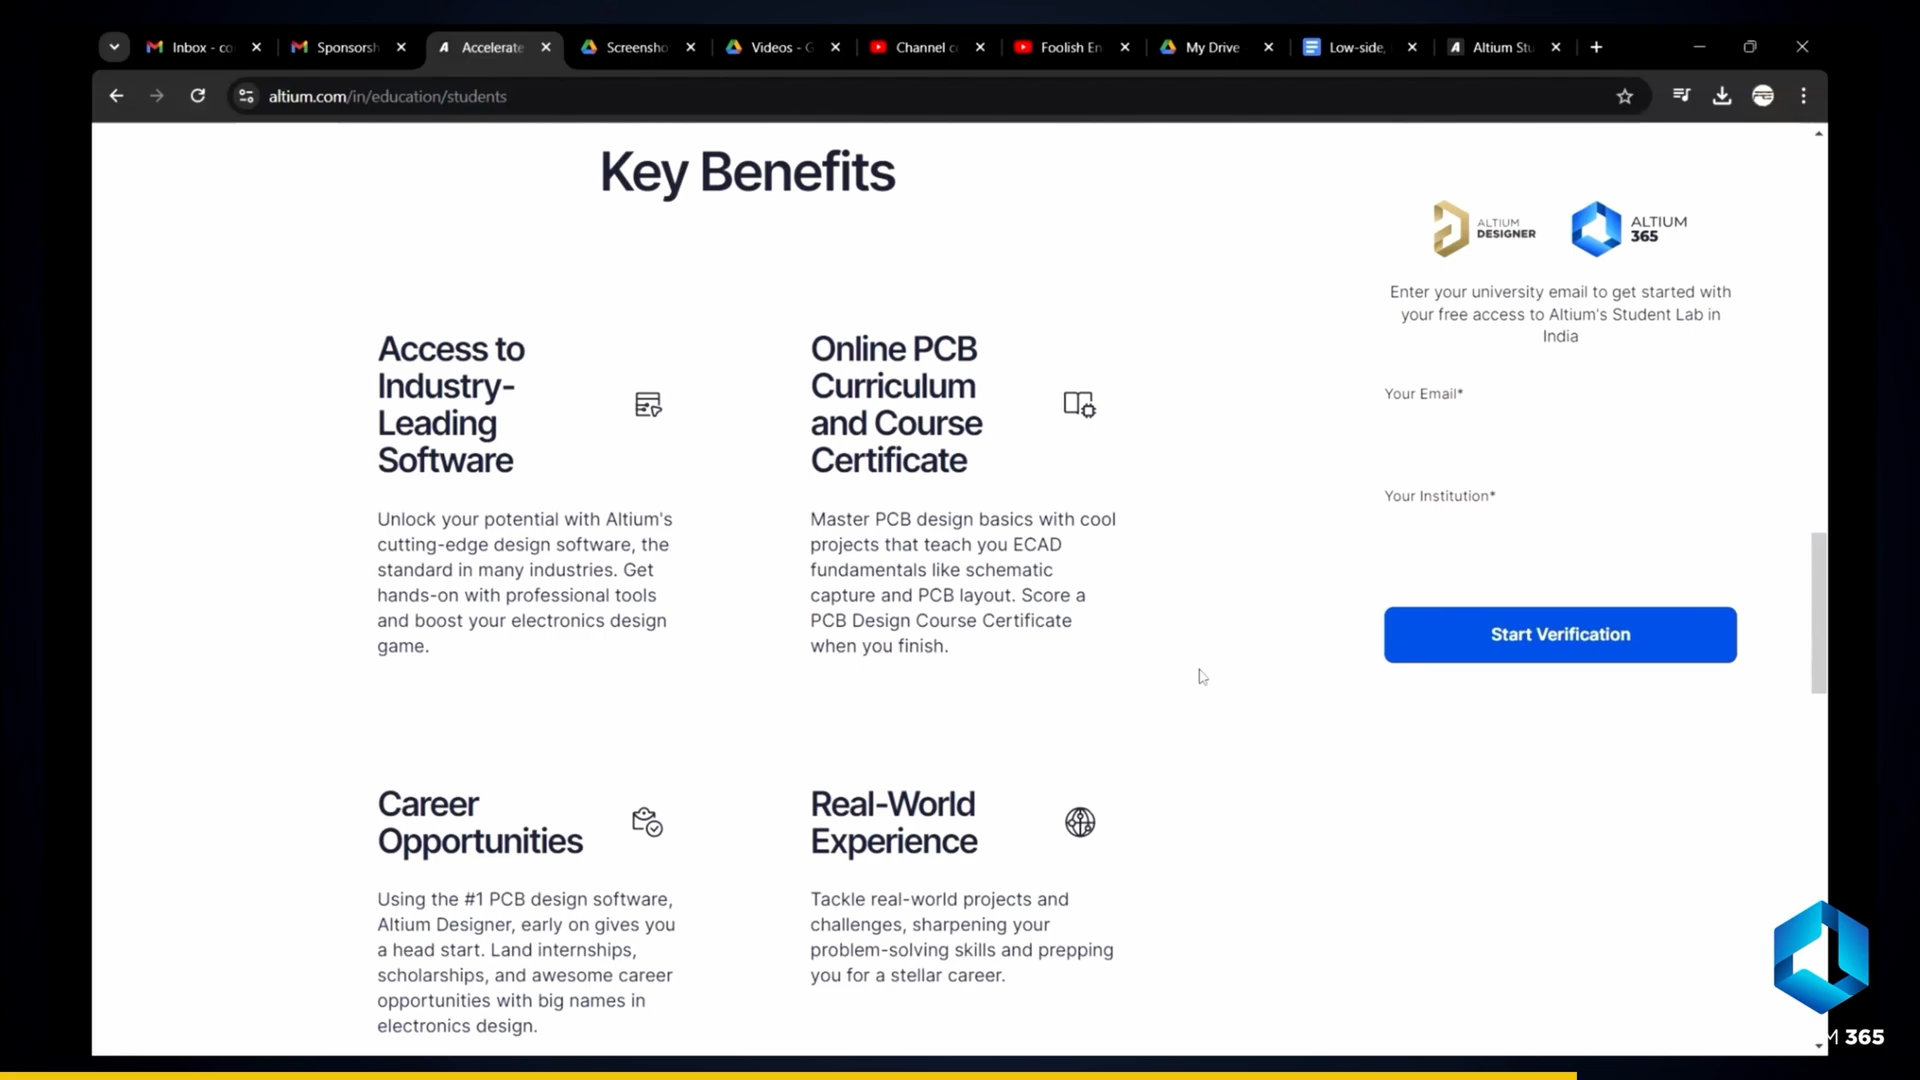 Inbox - co
Sponsorsh
Accelerate
Screensho
Videos - G
Channel c
Foolish En
My Drive
Low-side,
Altium Stu
altium.com/in/education/students
Key Benefits
Access to
Industry-
Leading
Software
Unlock your potential with Altium's
cutting-edge design software, the
standard in many industries. Get
hands-on with professional tools
and boost your electronics design
game.
Online PCB
Curriculum
and Course
Certificate
Master PCB design basics with cool
projects that teach you ECAD
fundamentals like schematic
capture and PCB layout. Score a
PCB Design Course Certificate
when you finish.
Career
Opportunities
Using the #1 PCB design software,
Altium Designer, early on gives you
a head start. Land internships,
scholarships, and awesome career
opportunities with big names in
electronics design.
Real-World
Experience
Tackle real-world projects and
challenges, sharpening your
problem-solving skills and prepping
you for a stellar career.
ALTIUM
DESIGNER
ALTIUM
365
Enter your university email to get started with
your free access to Altium's Student Lab in
India
Your Email*
Your Institution*
Start Verification
M 365